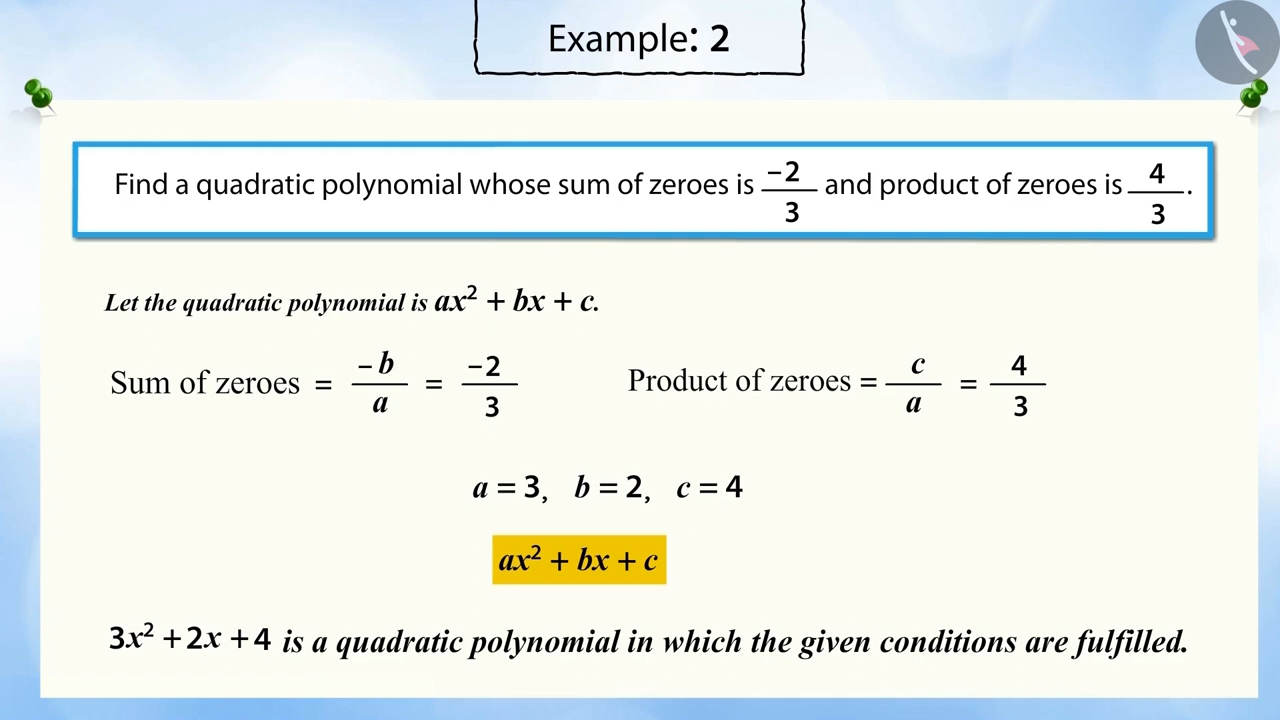 Example: 2
Find a quadratic polynomial whose sum of zeroes is −2/3 and product of zeroes is 4/3.
Let the quadratic polynomial is ax² + bx + c.
Sum of zeroes = −b/a = −2/3 Product of zeroes = c/a = 4/3
a = 3, b = 2, c = 4
ax² + bx + c
3x² + 2x + 4 is a quadratic polynomial in which the given conditions are fulfilled.